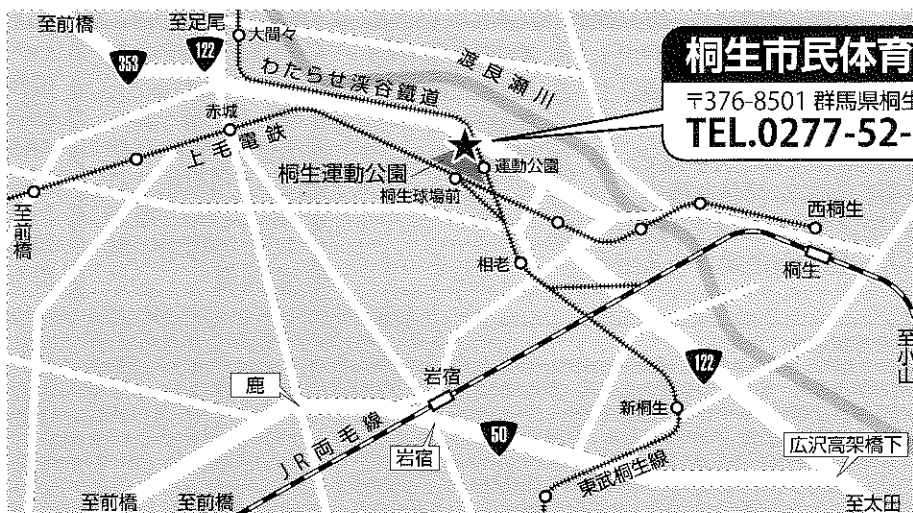 至前橋
至足尾
大間々
353
122
わたらせ渓谷鐵道
渡良瀬川
桐生市民体育
〒376-8501 群馬県桐生
TEL.0277-52-
赤城
上毛電鉄
桐生運動公園
運動公園
桐生球場前
至前橋
西桐生
相老
桐生
至小山
鹿
岩宿
122
新桐生
JR両毛線
岩宿
50
広沢高架橋下
東武桐生線
至前橋
至前橋
至太田